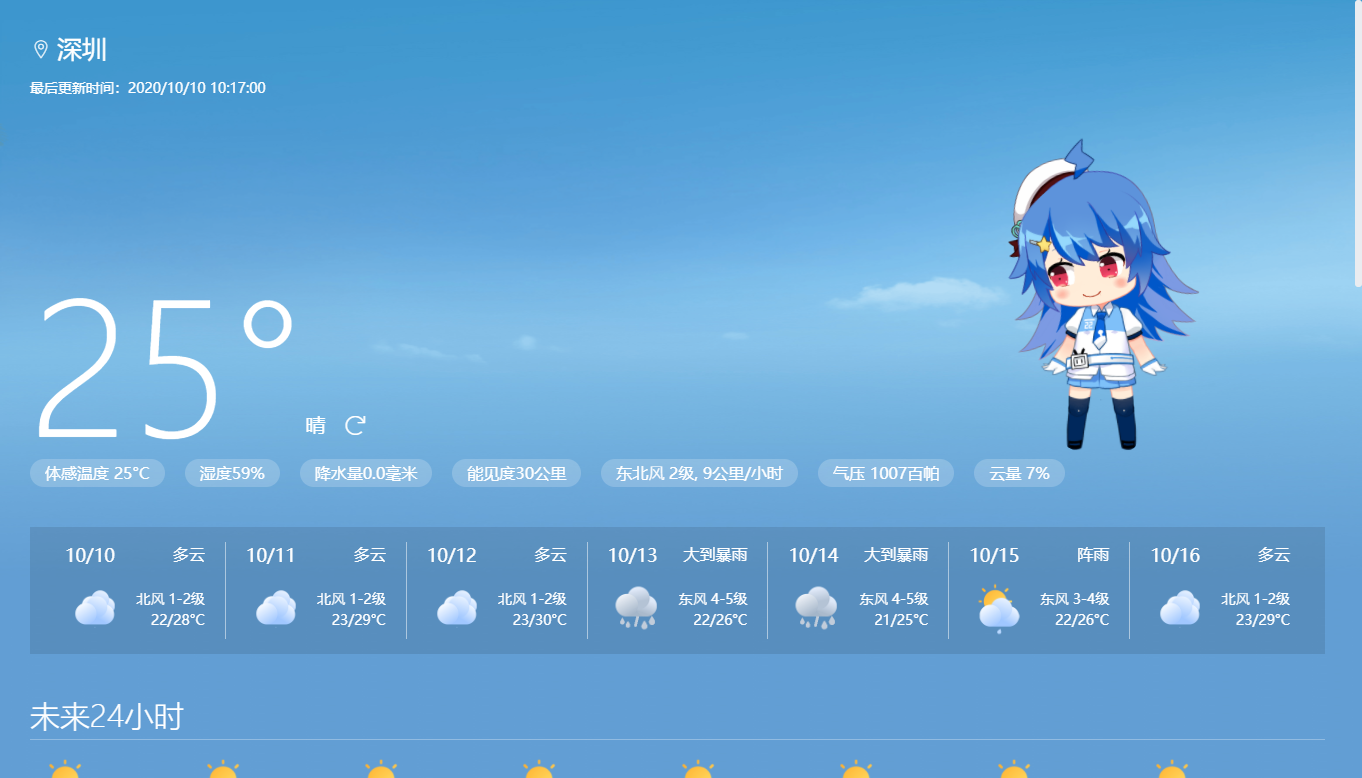 深圳
最后更新时间：2020/10/10 10:17:00
25°
晴
体感温度 25°C 湿度59% 降水量0.0毫米 能见度30公里 东北风 2级, 9公里/小时 气压 1007百帕 云量 7%
10/10 多云
北风 1-2级
22/28°C
10/11 多云
北风 1-2级
23/29°C
10/12 多云
北风 1-2级
23/30°C
10/13 大到暴雨
东风 4-5级
22/26°C
10/14 大到暴雨
东风 4-5级
21/25°C
10/15 阵雨
东风 3-4级
22/26°C
10/16 多云
北风 1-2级
23/29°C
未来24小时